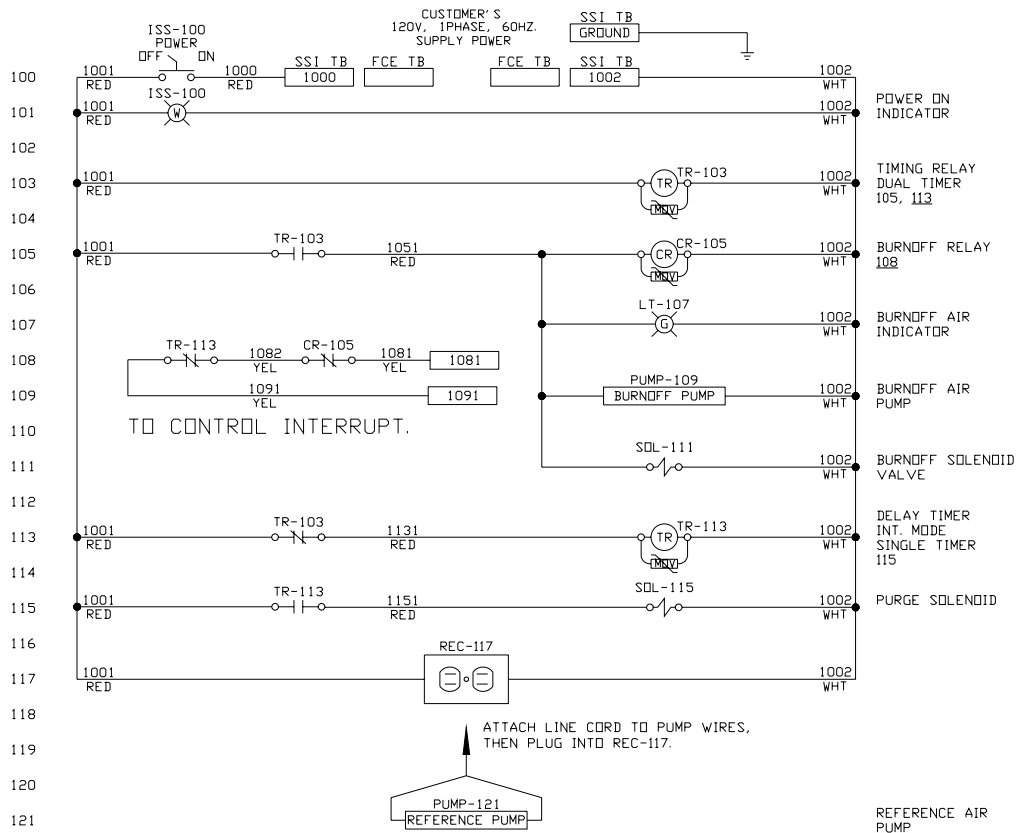 CUSTOMER'S
120V, 1PHASE, 60HZ.
SUPPLY POWER
SSI TB
GROUND
ISS-100
POWER
OFF ON
100 1001 RED 1000 RED SSI TB 1000 FCE TB FCE TB SSI TB 1002 1002 WHT
ISS-100
101 1001 RED W 1002 WHT POWER ON
INDICATOR
102
103 1001 RED TR TR-103 MOV 1002 WHT TIMING RELAY
DUAL TIMER
105, 113
104
105 1001 RED TR-103 1051 RED CR CR-105 MOV 1002 WHT BURNOFF RELAY
108
106
LT-107
107 G 1002 WHT BURNOFF AIR
INDICATOR
108 TR-113 1082 YEL CR-105 1081 YEL 1081
109 1091 YEL 1091 PUMP-109 BURNOFF PUMP 1002 WHT BURNOFF AIR
PUMP
110 TO CONTROL INTERRUPT.
111 SOL-111 1002 WHT BURNOFF SOLENOID
VALVE
112
113 1001 RED TR-103 1131 RED TR TR-113 MOV 1002 WHT DELAY TIMER
INT. MODE
SINGLE TIMER
115
114
115 1001 RED TR-113 1151 RED SOL-115 1002 WHT PURGE SOLENOID
116
REC-117
117 1001 RED 1002 WHT
118
ATTACH LINE CORD TO PUMP WIRES,
THEN PLUG INTO REC-117.
119
120
PUMP-121
121 REFERENCE PUMP REFERENCE AIR
PUMP